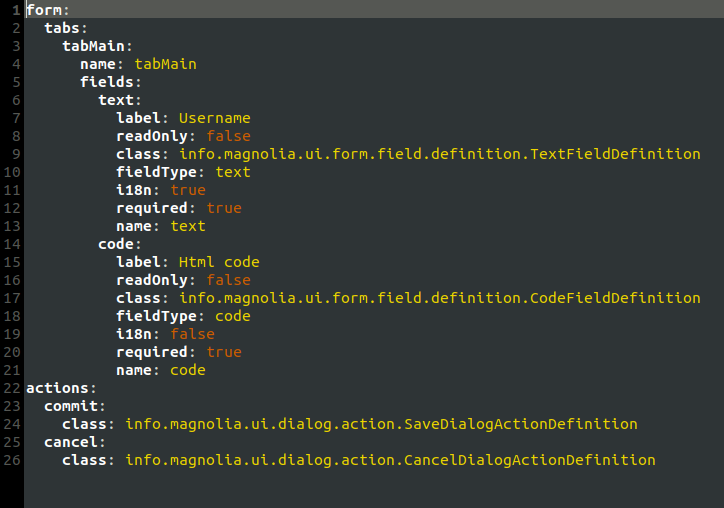 1 form:
2   tabs:
3     tabMain:
4       name: tabMain
5       fields:
6         text:
7           label: Username
8           readOnly: false
9           class: info.magnolia.ui.form.field.definition.TextFieldDefinition
10           fieldType: text
11           i18n: true
12           required: true
13           name: text
14         code:
15           label: Html code
16           readOnly: false
17           class: info.magnolia.ui.form.field.definition.CodeFieldDefinition
18           fieldType: code
19           i18n: false
20           required: true
21           name: code
22 actions:
23   commit:
24     class: info.magnolia.ui.dialog.action.SaveDialogActionDefinition
25   cancel:
26     class: info.magnolia.ui.dialog.action.CancelDialogActionDefinition